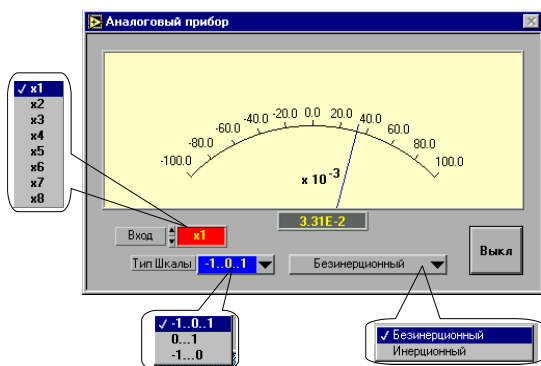 Аналоговый прибор
-100.0 -80.0 -60.0 -40.0 -20.0 0.0 20.0 40.0 60.0 80.0 100.0
x 10 -3
3.31E-2
Вход x1
Тип Шкалы -1..0..1 Безинерционный
Выкл
✓ x1
x2
x3
x4
x5
x6
x7
x8
✓ -1..0..1
0...1
-1...0
✓ Безинерционный
Инерционный